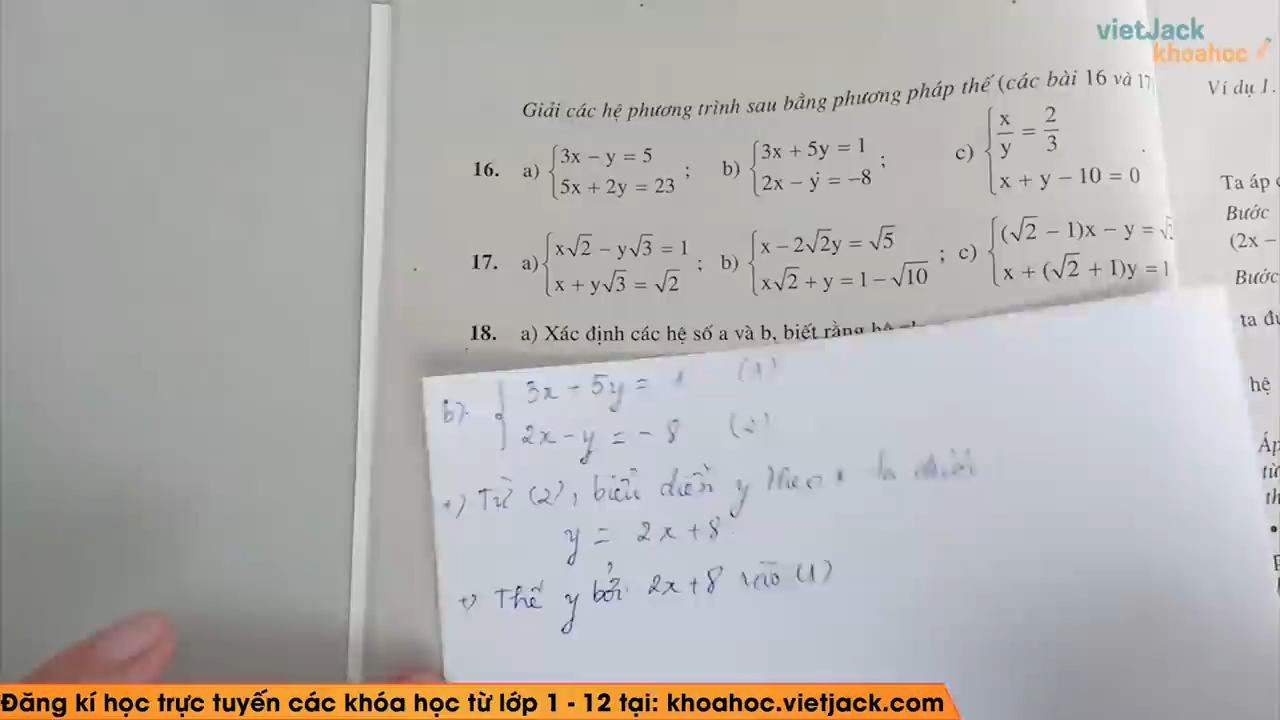 vietJack
khoahoc
Giải các hệ phương trình sau bằng phương pháp thế (các bài 16 và 17
16. a) {3x − y = 5
5x + 2y = 23 ;
b) {3x + 5y = 1
2x − y = −8 ;
c) {x/y = 2/3
x + y − 10 = 0
17. a) {x√2 − y√3 = 1
x + y√3 = √2 ;
b) {x − 2√2y = √5
x√2 + y = 1 − √10 ;
c) {(√2 − 1)x − y = √2
x + (√2 + 1)y = 1
18. a) Xác định các hệ số a và b, biết rằng
Ví dụ 1.
Ta áp
Bước
(2x −
Bước
ta
hệ
Áp
từ
th
b) {3x + 5y = 1 (1)
2x − y = − 8 (2)
+) Từ (2), biểu diễn y theo x ta được
y = 2x + 8
+) Thế y bởi 2x + 8 vào (1)
Đăng kí học trực tuyến các khóa học từ lớp 1 - 12 tại: khoahoc.vietjack.com